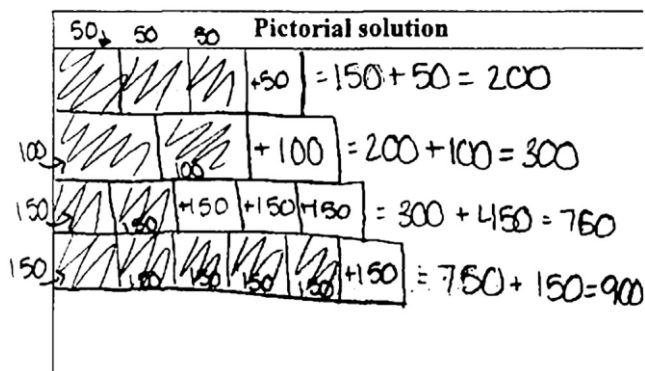 Pictorial solution
50 50 50
+50 = 150 + 50 = 200
100 100 + 100 = 200 + 100 = 300
150 150 +150 +150 +150 = 300 + 450 = 760
150 150 150 150 150 +150 = 750 + 150 = 900